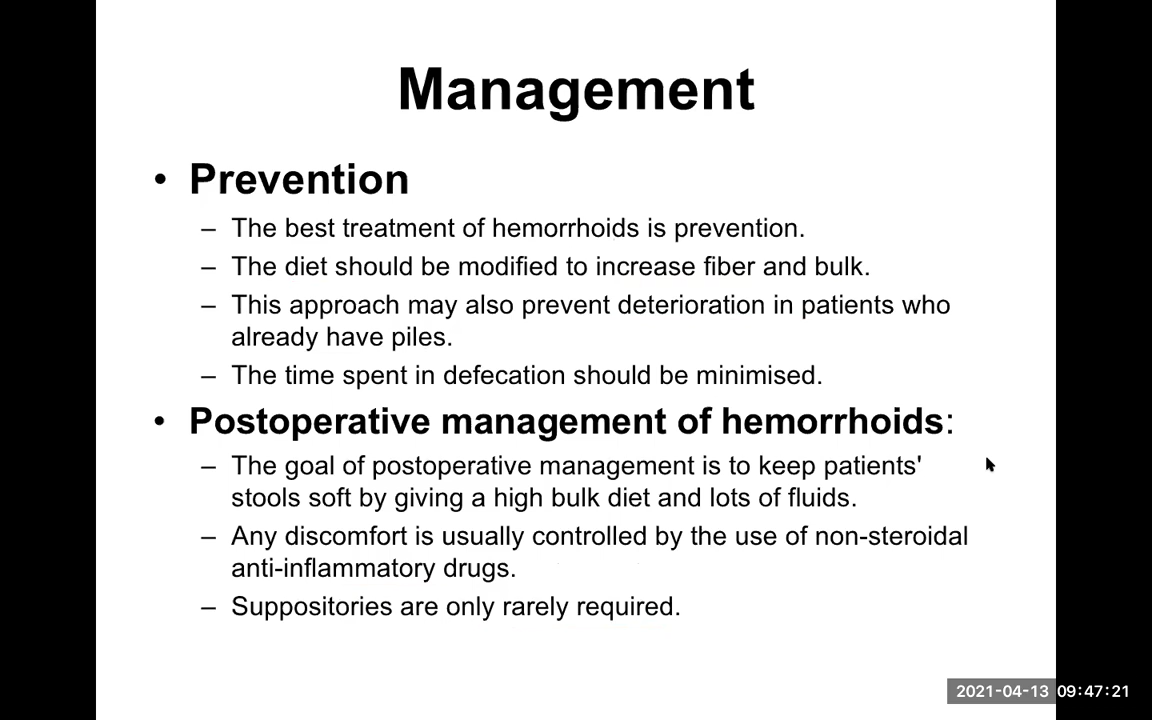 Management
• Prevention
– The best treatment of hemorrhoids is prevention.
– The diet should be modified to increase fiber and bulk.
– This approach may also prevent deterioration in patients who
already have piles.
– The time spent in defecation should be minimised.
• Postoperative management of hemorrhoids:
– The goal of postoperative management is to keep patients'
stools soft by giving a high bulk diet and lots of fluids.
– Any discomfort is usually controlled by the use of non-steroidal
anti-inflammatory drugs.
– Suppositories are only rarely required.
2021-04-13 09:47:21